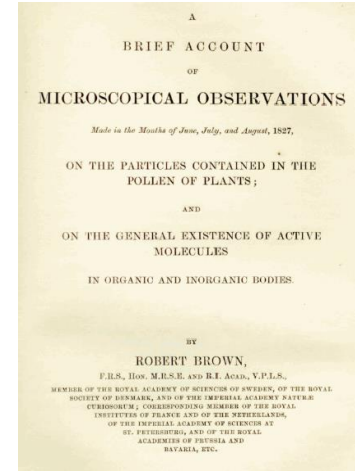 A
BRIEF ACCOUNT
OF
MICROSCOPICAL OBSERVATIONS
Made in the Months of June, July, and August, 1827,
ON THE PARTICLES CONTAINED IN THE
POLLEN OF PLANTS;
AND
ON THE GENERAL EXISTENCE OF ACTIVE
MOLECULES
IN ORGANIC AND INORGANIC BODIES.
BY
ROBERT BROWN,
F.R.S., HON. M.R.S.E. AND R.I. ACAD., V.P.L.S.,
MEMBER OF THE ROYAL ACADEMY OF SCIENCES OF SWEDEN, OF THE ROYAL
SOCIETY OF DENMARK, AND OF THE IMPERIAL ACADEMY NATURÆ
CURIOSORUM; CORRESPONDING MEMBER OF THE ROYAL
INSTITUTES OF FRANCE AND OF THE NETHERLANDS,
OF THE IMPERIAL ACADEMY OF SCIENCES AT
ST. PETERSBURG, AND OF THE ROYAL
ACADEMIES OF PRUSSIA AND
BAVARIA, ETC.